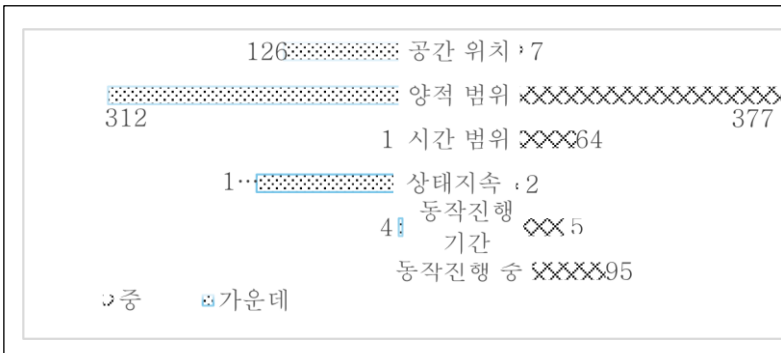 126 공간 위치 7
양적 범위
312 377
1 시간 범위 64
1… 상태지속 2
4 동작진행 기간 5
동작진행 중 95
중 가운데